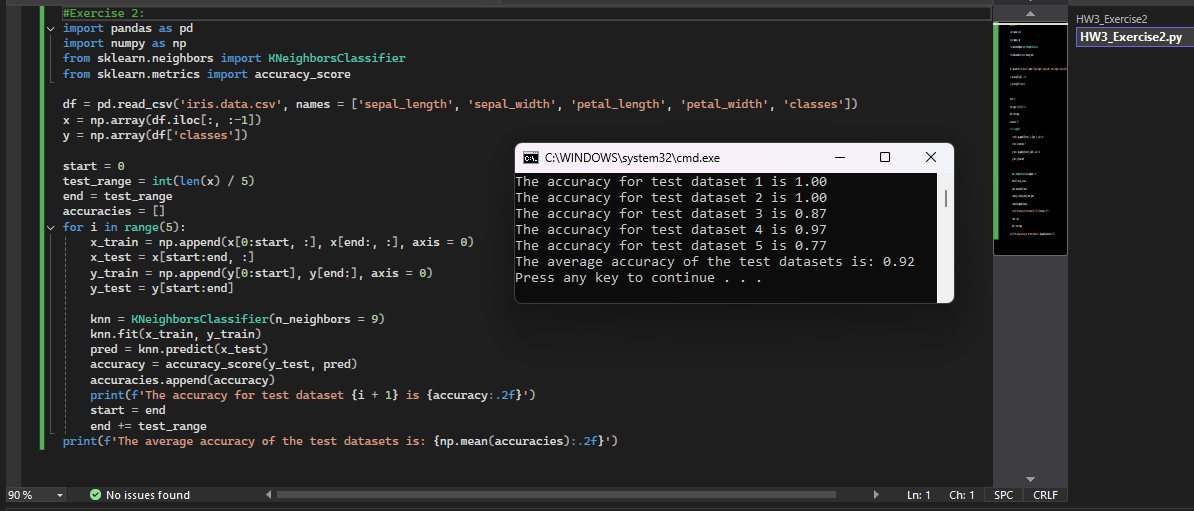 #Exercise 2:
import pandas as pd
import numpy as np
from sklearn.neighbors import KNeighborsClassifier
from sklearn.metrics import accuracy_score
df = pd.read_csv('iris.data.csv', names = ['sepal_length', 'sepal_width', 'petal_length', 'petal_width', 'classes'])
x = np.array(df.iloc[:, :-1])
y = np.array(df['classes'])
start = 0
test_range = int(len(x) / 5)
end = test_range
accuracies = []
for i in range(5):
    x_train = np.append(x[0:start, :], x[end:, :], axis = 0)
    x_test = x[start:end, :]
    y_train = np.append(y[0:start], y[end:], axis = 0)
    y_test = y[start:end]
    knn = KNeighborsClassifier(n_neighbors = 9)
    knn.fit(x_train, y_train)
    pred = knn.predict(x_test)
    accuracy = accuracy_score(y_test, pred)
    accuracies.append(accuracy)
    print(f'The accuracy for test dataset {i + 1} is {accuracy:.2f}')
    start = end
    end += test_range
print(f'The average accuracy of the test datasets is: {np.mean(accuracies):.2f}')
C:\WINDOWS\system32\cmd.exe
The accuracy for test dataset 1 is 1.00
The accuracy for test dataset 2 is 1.00
The accuracy for test dataset 3 is 0.87
The accuracy for test dataset 4 is 0.97
The accuracy for test dataset 5 is 0.77
The average accuracy of the test datasets is: 0.92
Press any key to continue . . .
HW3_Exercise2
HW3_Exercise2.py
90 %
No issues found
Ln: 1 Ch: 1 SPC CRLF